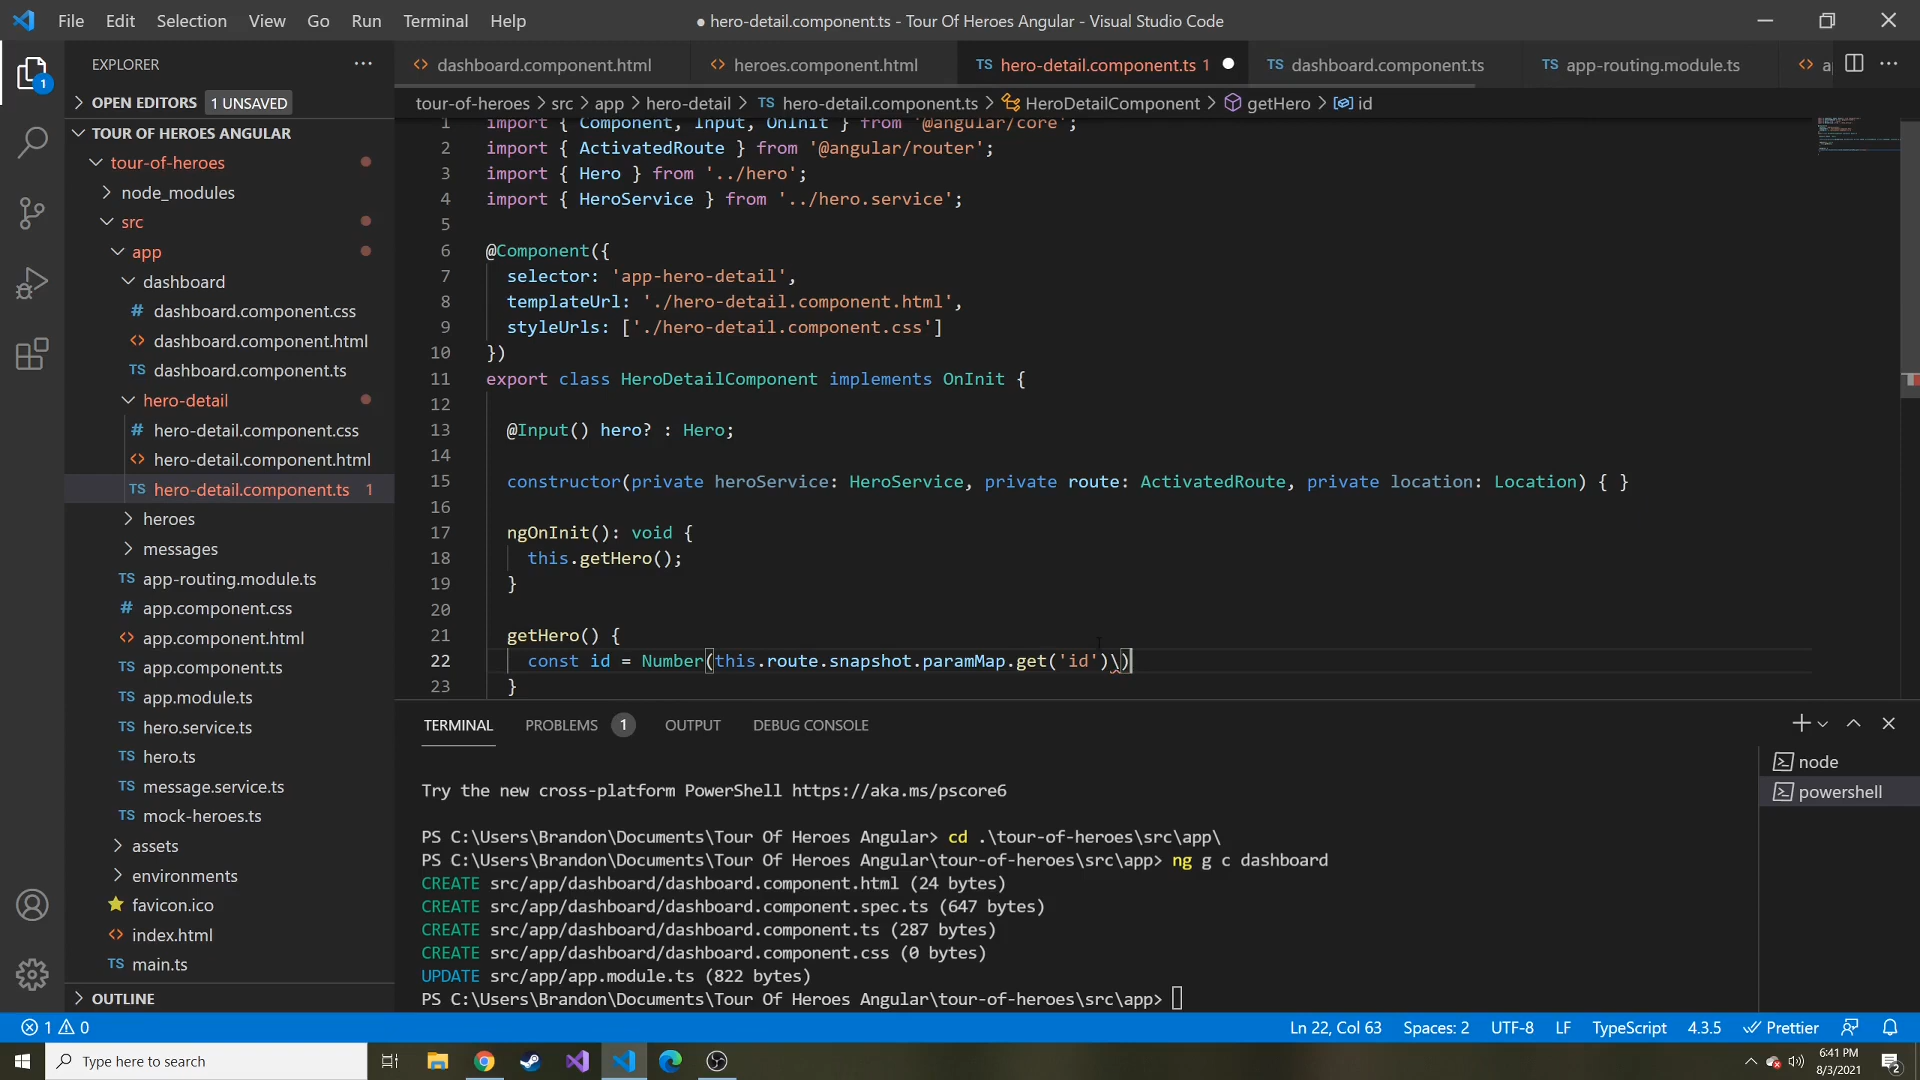 File Edit Selection View Go Run Terminal Help
● hero-detail.component.ts - Tour Of Heroes Angular - Visual Studio Code
EXPLORER
OPEN EDITORS 1 UNSAVED
TOUR OF HEROES ANGULAR
tour-of-heroes
node_modules
src
app
dashboard
# dashboard.component.css
<> dashboard.component.html
TS dashboard.component.ts
hero-detail
# hero-detail.component.css
<> hero-detail.component.html
TS hero-detail.component.ts 1
heroes
messages
TS app-routing.module.ts
# app.component.css
<> app.component.html
TS app.component.ts
TS app.module.ts
TS hero.service.ts
TS hero.ts
TS message.service.ts
TS mock-heroes.ts
assets
environments
favicon.ico
<> index.html
TS main.ts
OUTLINE
1
<> dashboard.component.html <> heroes.component.html TS hero-detail.component.ts 1 ● TS dashboard.component.ts TS app-routing.module.ts <> a
tour-of-heroes > src > app > hero-detail > TS hero-detail.component.ts > HeroDetailComponent > getHero > id
1 import { Component, Input, OnInit } from '@angular/core';
2 import { ActivatedRoute } from '@angular/router';
3 import { Hero } from '../hero';
4 import { HeroService } from '../hero.service';
5
6 @Component({
7 selector: 'app-hero-detail',
8 templateUrl: './hero-detail.component.html',
9 styleUrls: ['./hero-detail.component.css']
10 })
11 export class HeroDetailComponent implements OnInit {
12
13 @Input() hero? : Hero;
14
15 constructor(private heroService: HeroService, private route: ActivatedRoute, private location: Location) { }
16
17 ngOnInit(): void {
18 this.getHero();
19 }
20
21 getHero() {
22 const id = Number(this.route.snapshot.paramMap.get('id')\)
23 }
TERMINAL PROBLEMS 1 OUTPUT DEBUG CONSOLE
Try the new cross-platform PowerShell https://aka.ms/pscore6
PS C:\Users\Brandon\Documents\Tour Of Heroes Angular> cd .\tour-of-heroes\src\app\
PS C:\Users\Brandon\Documents\Tour Of Heroes Angular\tour-of-heroes\src\app> ng g c dashboard
CREATE src/app/dashboard/dashboard.component.html (24 bytes)
CREATE src/app/dashboard/dashboard.component.spec.ts (647 bytes)
CREATE src/app/dashboard/dashboard.component.ts (287 bytes)
CREATE src/app/dashboard/dashboard.component.css (0 bytes)
UPDATE src/app/app.module.ts (822 bytes)
PS C:\Users\Brandon\Documents\Tour Of Heroes Angular\tour-of-heroes\src\app>
node
powershell
1 0 Ln 22, Col 63 Spaces: 2 UTF-8 LF TypeScript 4.3.5 Prettier
Type here to search
6:41 PM
8/3/2021
2